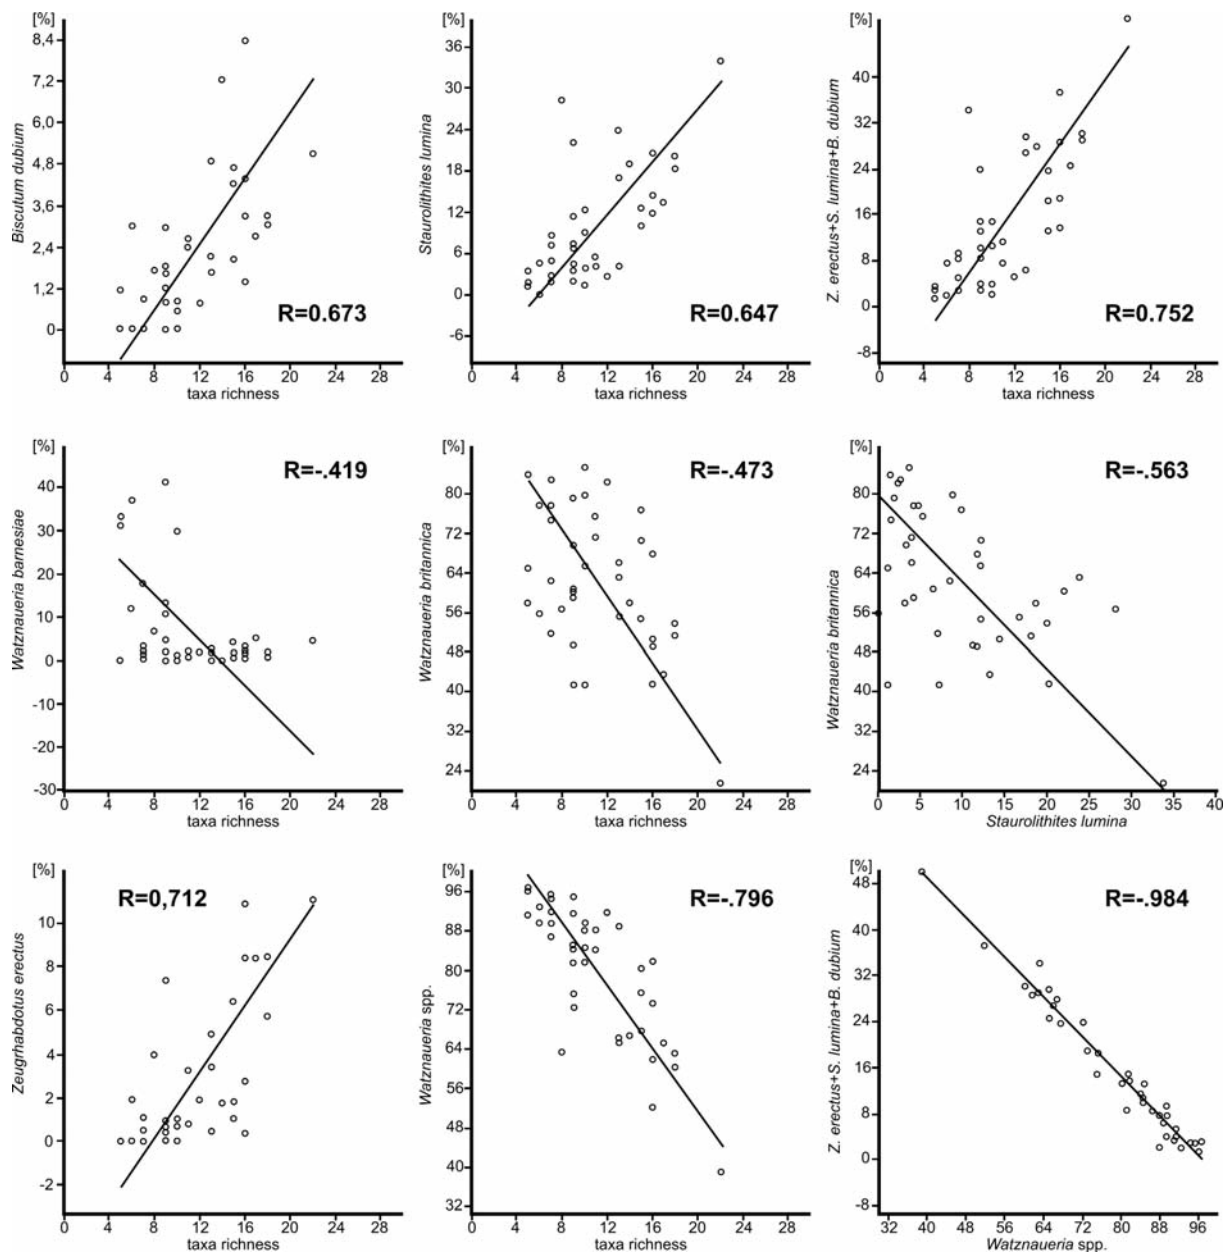 [%]
8,4
7,2
6,0
4,8
3,6
2,4
1,2
0
Biscutum dubium
R=0.673
0 4 8 12 16 20 24 28
taxa richness
[%]
36
30
24
18
12
6
0
-6
Staurolithites lumina
R=0.647
0 4 8 12 16 20 24 28
taxa richness
[%]
40
32
24
16
8
0
-8
Z. erectus+S. lumina+B. dubium
R=0.752
0 4 8 12 16 20 24 28
taxa richness
[%]
40
30
20
10
0
-10
-20
-30
Watznaueria barnesiae
R=-.419
0 4 8 12 16 20 24 28
taxa richness
[%]
80
72
64
56
48
40
32
24
Watznaueria britannica
R=-.473
0 4 8 12 16 20 24 28
taxa richness
[%]
80
72
64
56
48
40
32
24
Watznaueria britannica
R=-.563
0 5 10 15 20 25 30 35 40
Staurolithites lumina
[%]
10
8
6
4
2
0
-2
Zeugrhabdotus erectus
R=0,712
0 4 8 12 16 20 24 28
taxa richness
[%]
96
88
80
72
64
56
48
40
32
Watznaueria spp.
R=-.796
0 4 8 12 16 20 24 28
taxa richness
[%]
48
40
32
24
16
8
0
-8
Z. erectus+S. lumina+B. dubium
R=-.984
32 40 48 56 64 72 80 88 96
Watznaueria spp.